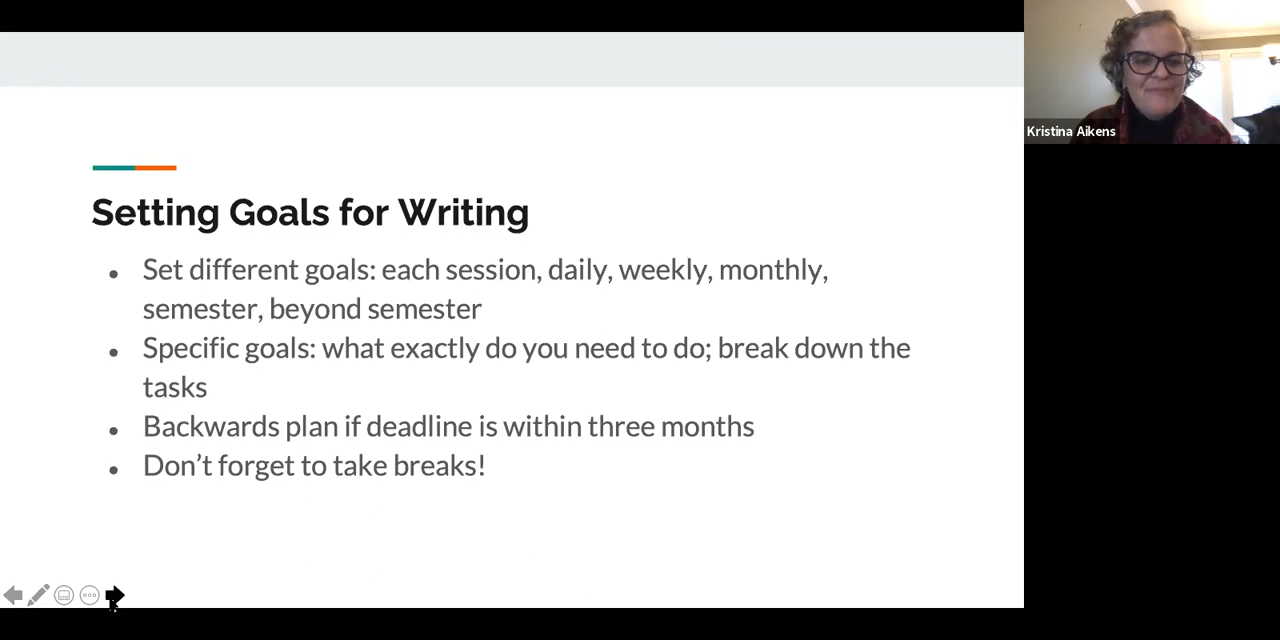 Setting Goals for Writing
● Set different goals: each session, daily, weekly, monthly,
semester, beyond semester
● Specific goals: what exactly do you need to do; break down the
tasks
● Backwards plan if deadline is within three months
● Don’t forget to take breaks!
Kristina Aikens